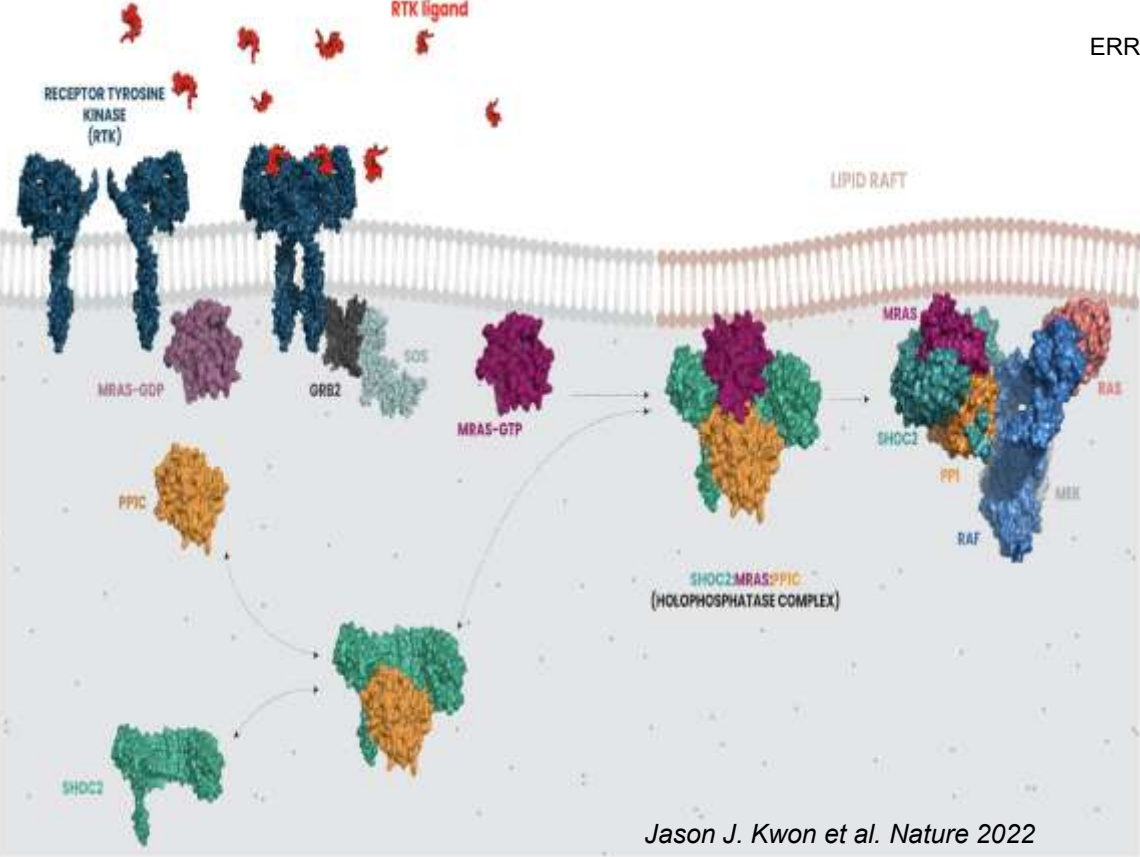 RTK ligand
ERR
RECEPTOR TYROSINE
KINASE
(RTK)
LIPID RAFT
MRAS-GDP
GRB2
SOS
MRAS-GTP
MRAS
RAS
SHOC2
PP1
MEK
RAF
PP1C
SHOC2:MRAS:PP1C
(HOLOPHOSPHATASE COMPLEX)
SHOC2
Jason J. Kwon et al. Nature 2022